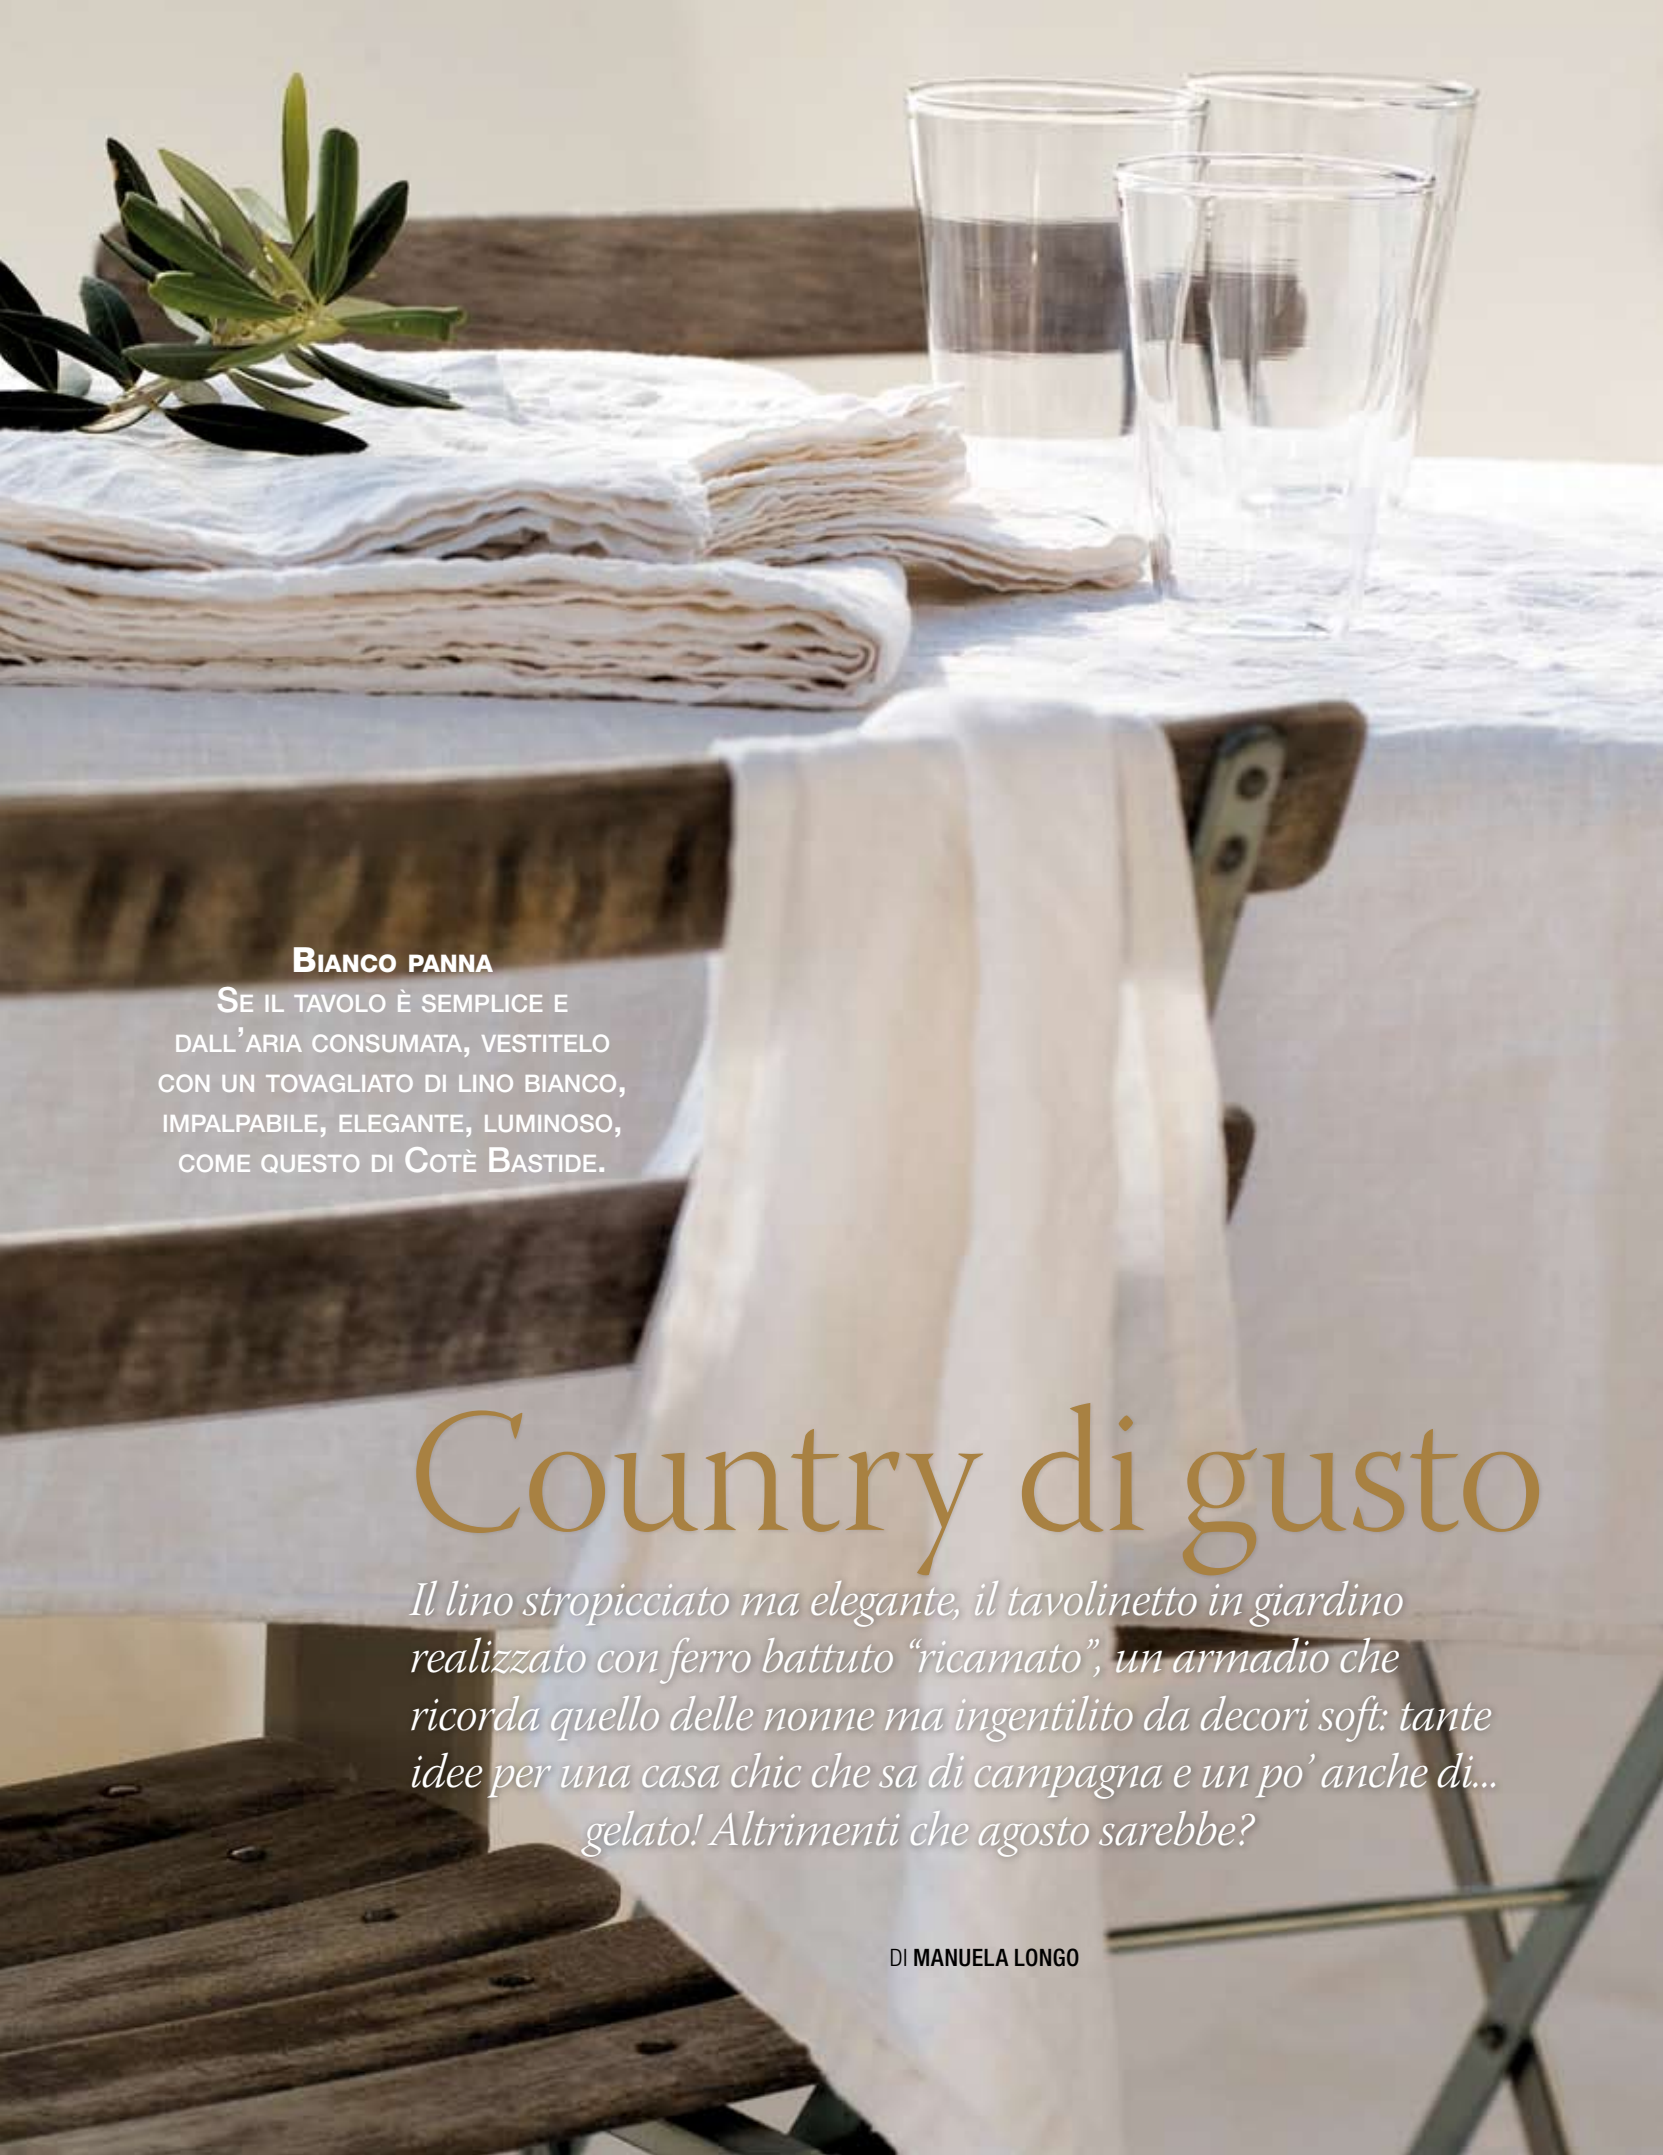 Bianco panna
Se il tavolo è semplice e
dall'aria consumata, vestitelo
con un tovagliato di lino bianco,
impalpabile, elegante, luminoso,
come questo di Cotè Bastide.
Country di gusto
Il lino stropicciato ma elegante, il tavolinetto in giardino
realizzato con ferro battuto “ricamato”, un armadio che
ricorda quello delle nonne ma ingentilito da decori soft: tante
idee per una casa chic che sa di campagna e un po’ anche di...
gelato! Altrimenti che agosto sarebbe?
DI MANUELA LONGO